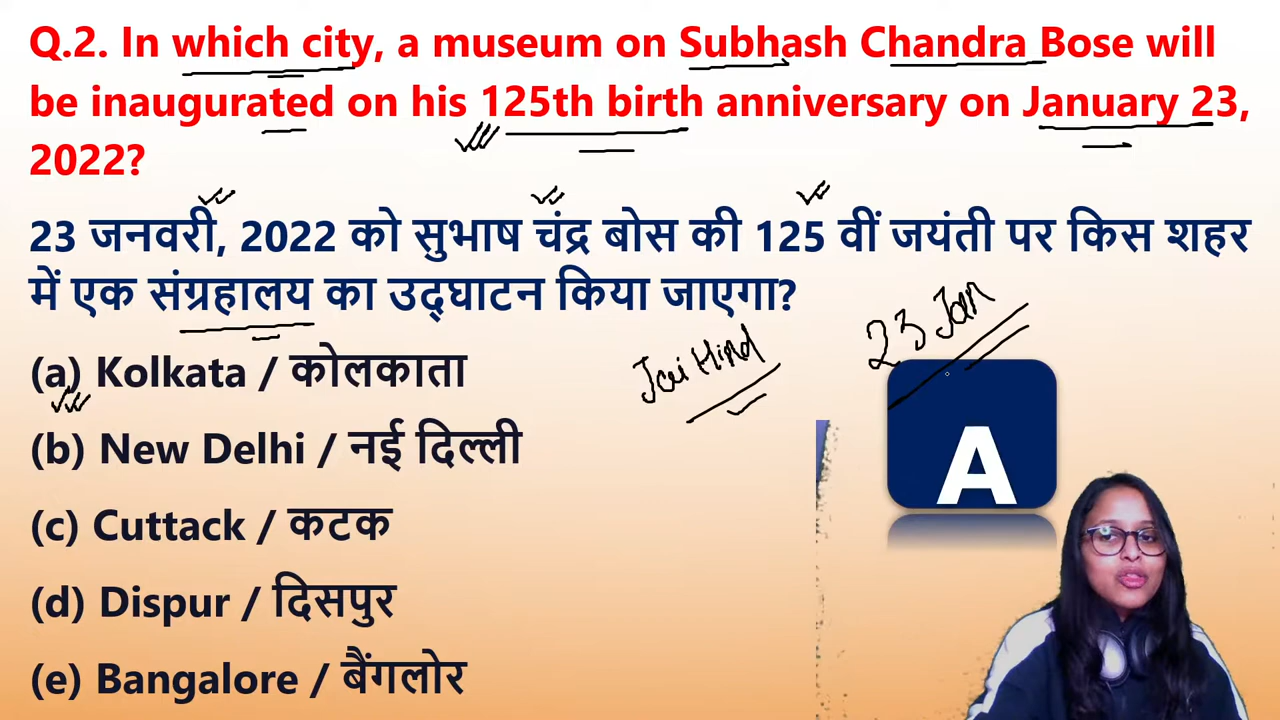 Q.2. In which city, a museum on Subhash Chandra Bose will
be inaugurated on his 125th birth anniversary on January 23,
2022?
23 जनवरी, 2022 को सुभाष चंद्र बोस की 125 वीं जयंती पर किस शहर
में एक संग्रहालय का उद्घाटन किया जाएगा?
23 Jan
Jai Hind
(a) Kolkata / कोलकाता
(b) New Delhi / नई दिल्ली
A
(c) Cuttack / कटक
(d) Dispur / दिसपुर
(e) Bangalore / बैंगलोर